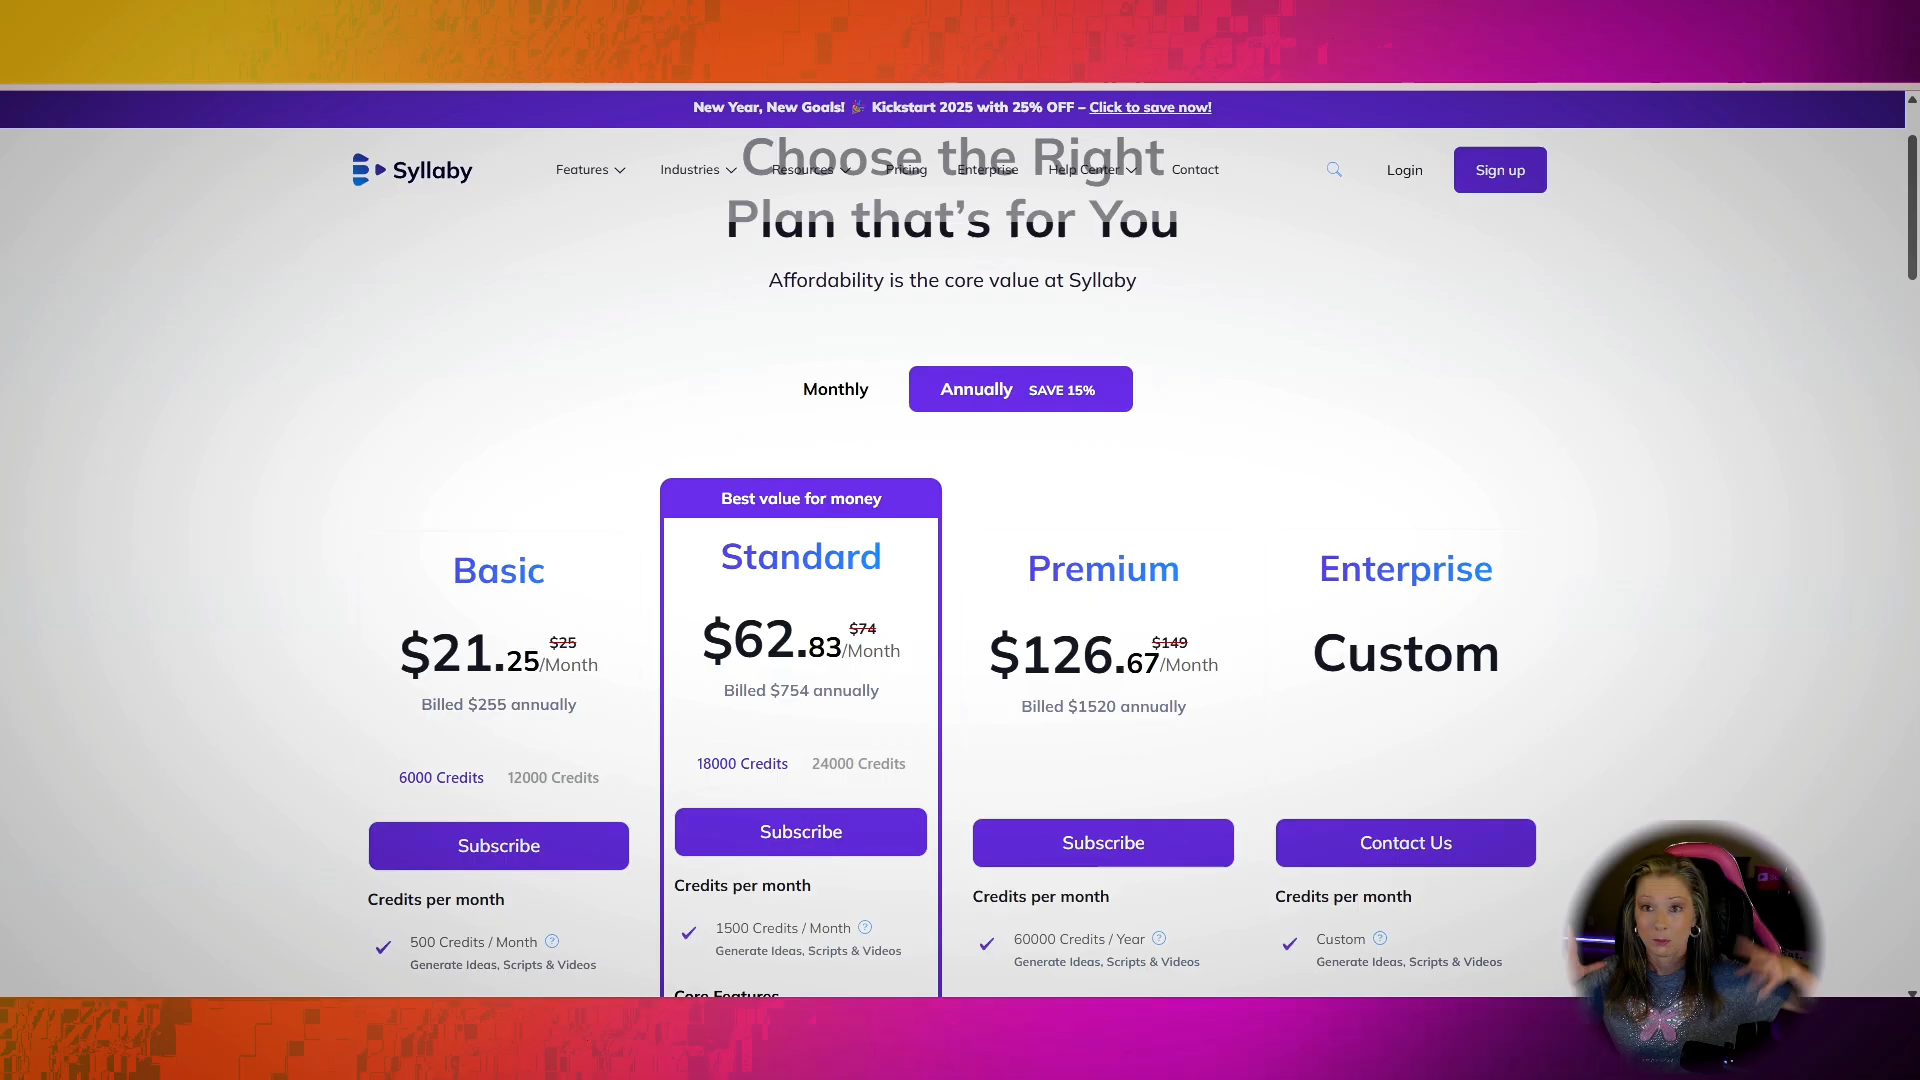 New Year, New Goals! 🎉 Kickstart 2025 with 25% OFF – Click to save now!
Syllaby
Features
Industries
Resources
Pricing
Enterprise
Help Center
Contact
Login
Sign up
Choose the Right
Plan that's for You
Affordability is the core value at Syllaby
Monthly
Annually SAVE 15%
Basic
$21.25/Month $25
Billed $255 annually
6000 Credits 12000 Credits
Subscribe
Credits per month
500 Credits / Month
Generate Ideas, Scripts & Videos
Best value for money
Standard
$62.83/Month $74
Billed $754 annually
18000 Credits 24000 Credits
Subscribe
Credits per month
1500 Credits / Month
Generate Ideas, Scripts & Videos
Core Features
Premium
$126.67/Month $149
Billed $1520 annually
Subscribe
Credits per month
60000 Credits / Year
Generate Ideas, Scripts & Videos
Enterprise
Custom
Contact Us
Credits per month
Custom
Generate Ideas, Scripts & Videos